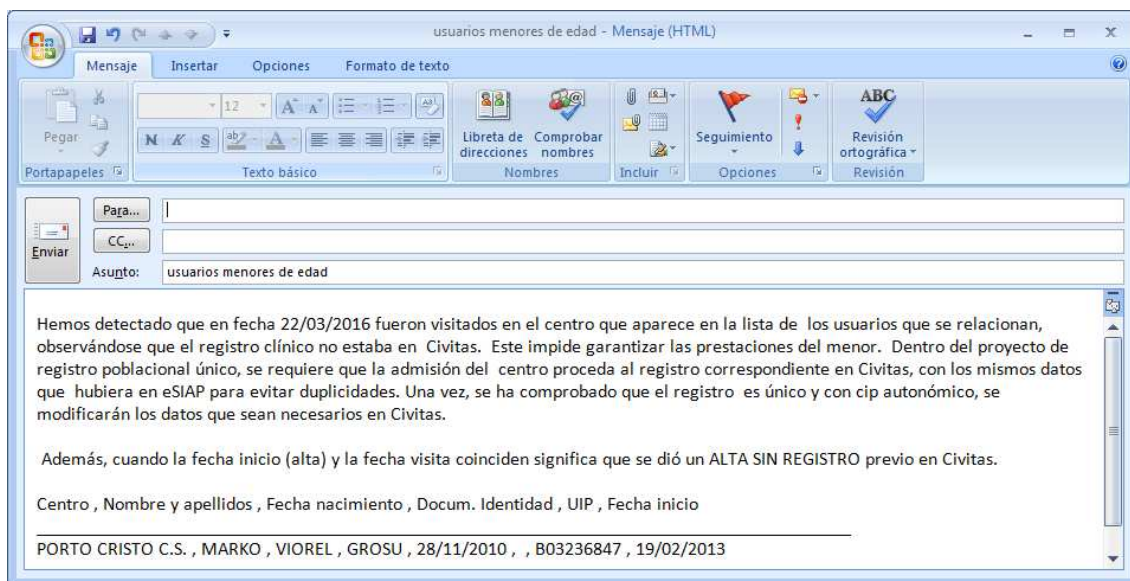 usuarios menores de edad - Mensaje (HTML)
Mensaje Insertar Opciones Formato de texto
Pegar
12
N K S
Libreta de direcciones
Comprobar nombres
Seguimiento
ABC
Revisión ortográfica
Portapapeles Texto básico Nombres Incluir Opciones Revisión
Enviar
Para...
CC...
Asunto: usuarios menores de edad
Hemos detectado que en fecha 22/03/2016 fueron visitados en el centro que aparece en la lista de los usuarios que se relacionan,
observándose que el registro clínico no estaba en Civitas. Este impide garantizar las prestaciones del menor. Dentro del proyecto de
registro poblacional único, se requiere que la admisión del centro proceda al registro correspondiente en Civitas, con los mismos datos
que hubiera en eSIAP para evitar duplicidades. Una vez, se ha comprobado que el registro es único y con cip autonómico, se
modificarán los datos que sean necesarios en Civitas.
Además, cuando la fecha inicio (alta) y la fecha visita coinciden significa que se dió un ALTA SIN REGISTRO previo en Civitas.
Centro , Nombre y apellidos , Fecha nacimiento , Docum. Identidad , UIP , Fecha inicio
PORTO CRISTO C.S. , MARKO , VIOREL , GROSU , 28/11/2010 , , B03236847 , 19/02/2013